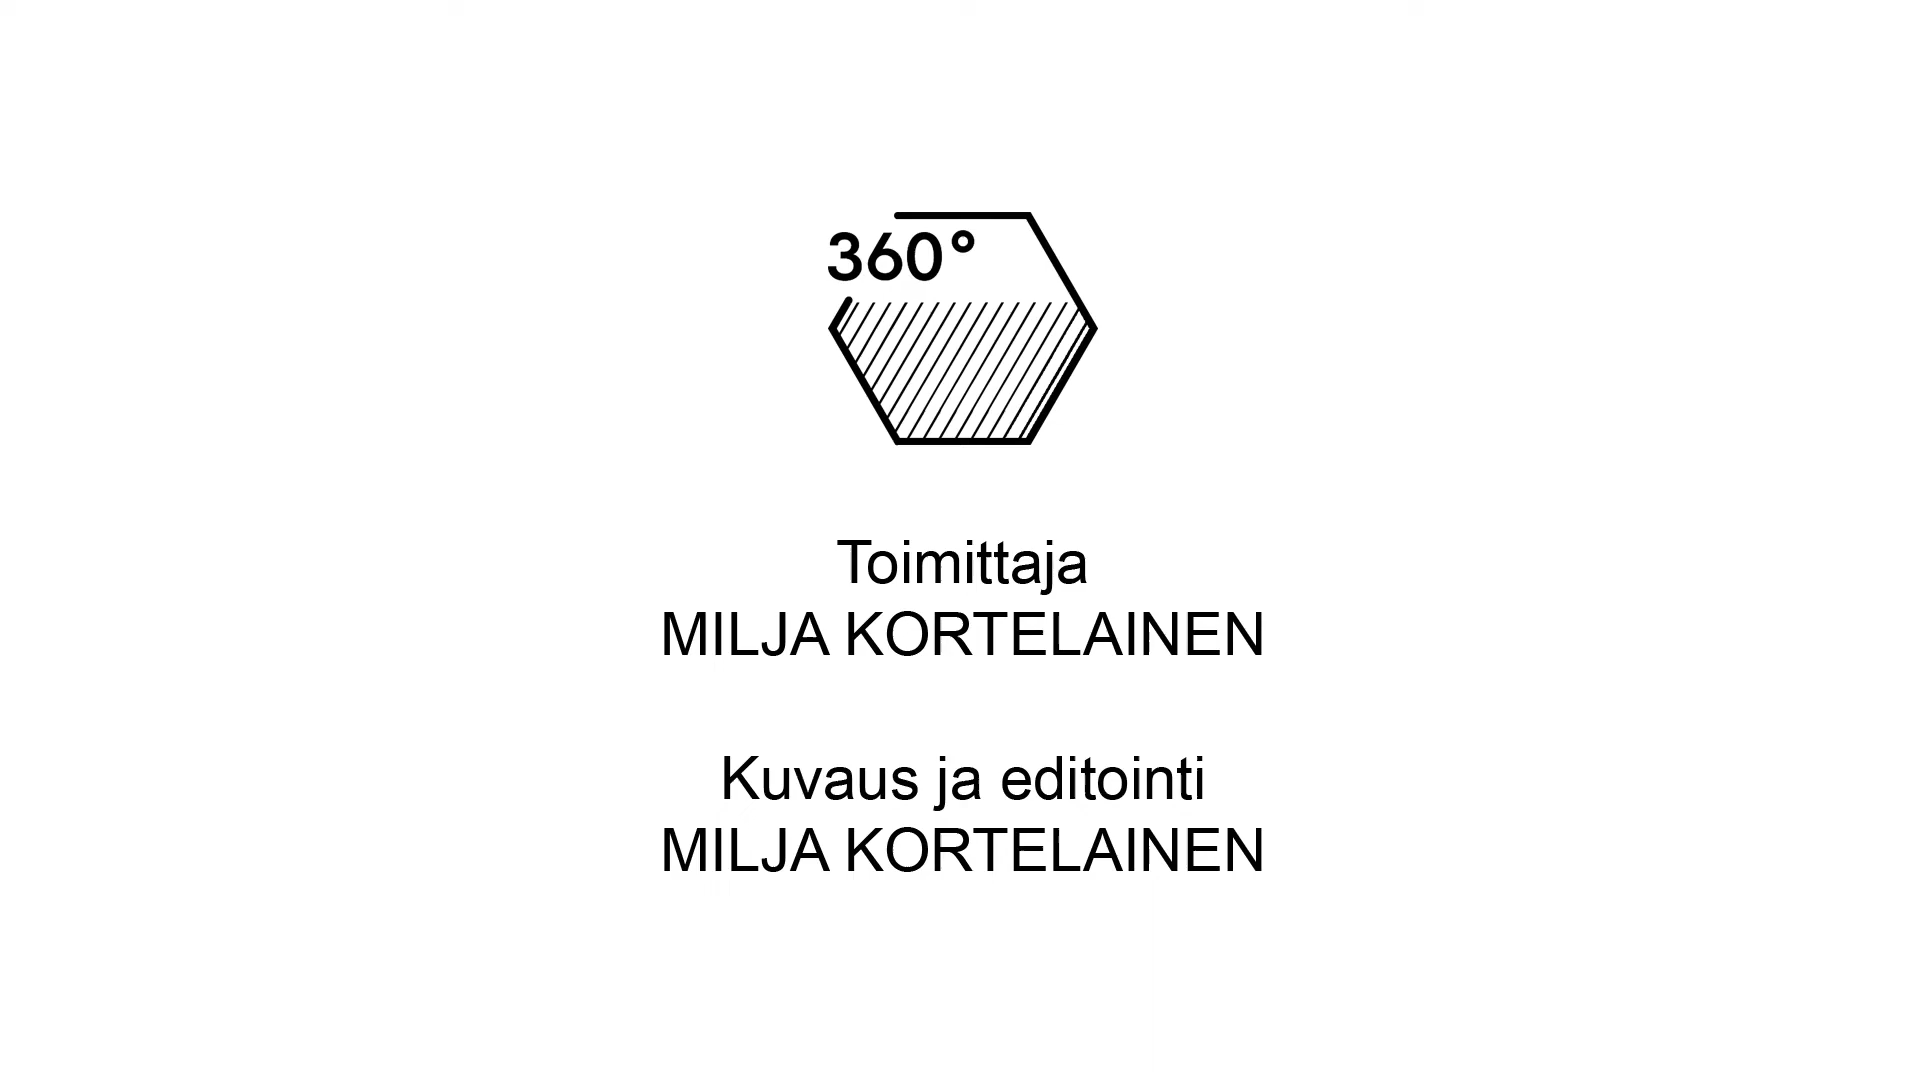 360°
Toimittaja
MILJA KORTELAINEN
Kuvaus ja editointi
MILJA KORTELAINEN